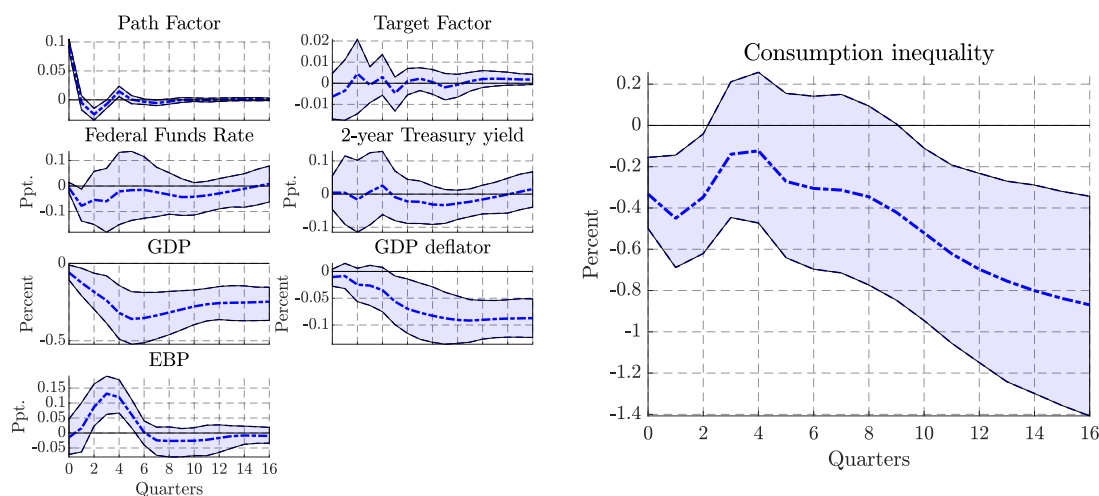 Path Factor
0.1
0.05
0
Target Factor
0.02
0.01
0
-0.01
Federal Funds Rate
Ppt.
0.1
0
-0.1
2-year Treasury yield
Ppt.
0.1
0
-0.1
GDP
Percent
0
-0.5
GDP deflator
Percent
0
-0.05
-0.1
EBP
Ppt.
0.15
0.1
0.05
0
-0.05
0 2 4 6 8 10 12 14 16
Quarters
Consumption inequality
Percent
0.2
0
-0.2
-0.4
-0.6
-0.8
-1
-1.2
-1.4
0 2 4 6 8 10 12 14 16
Quarters